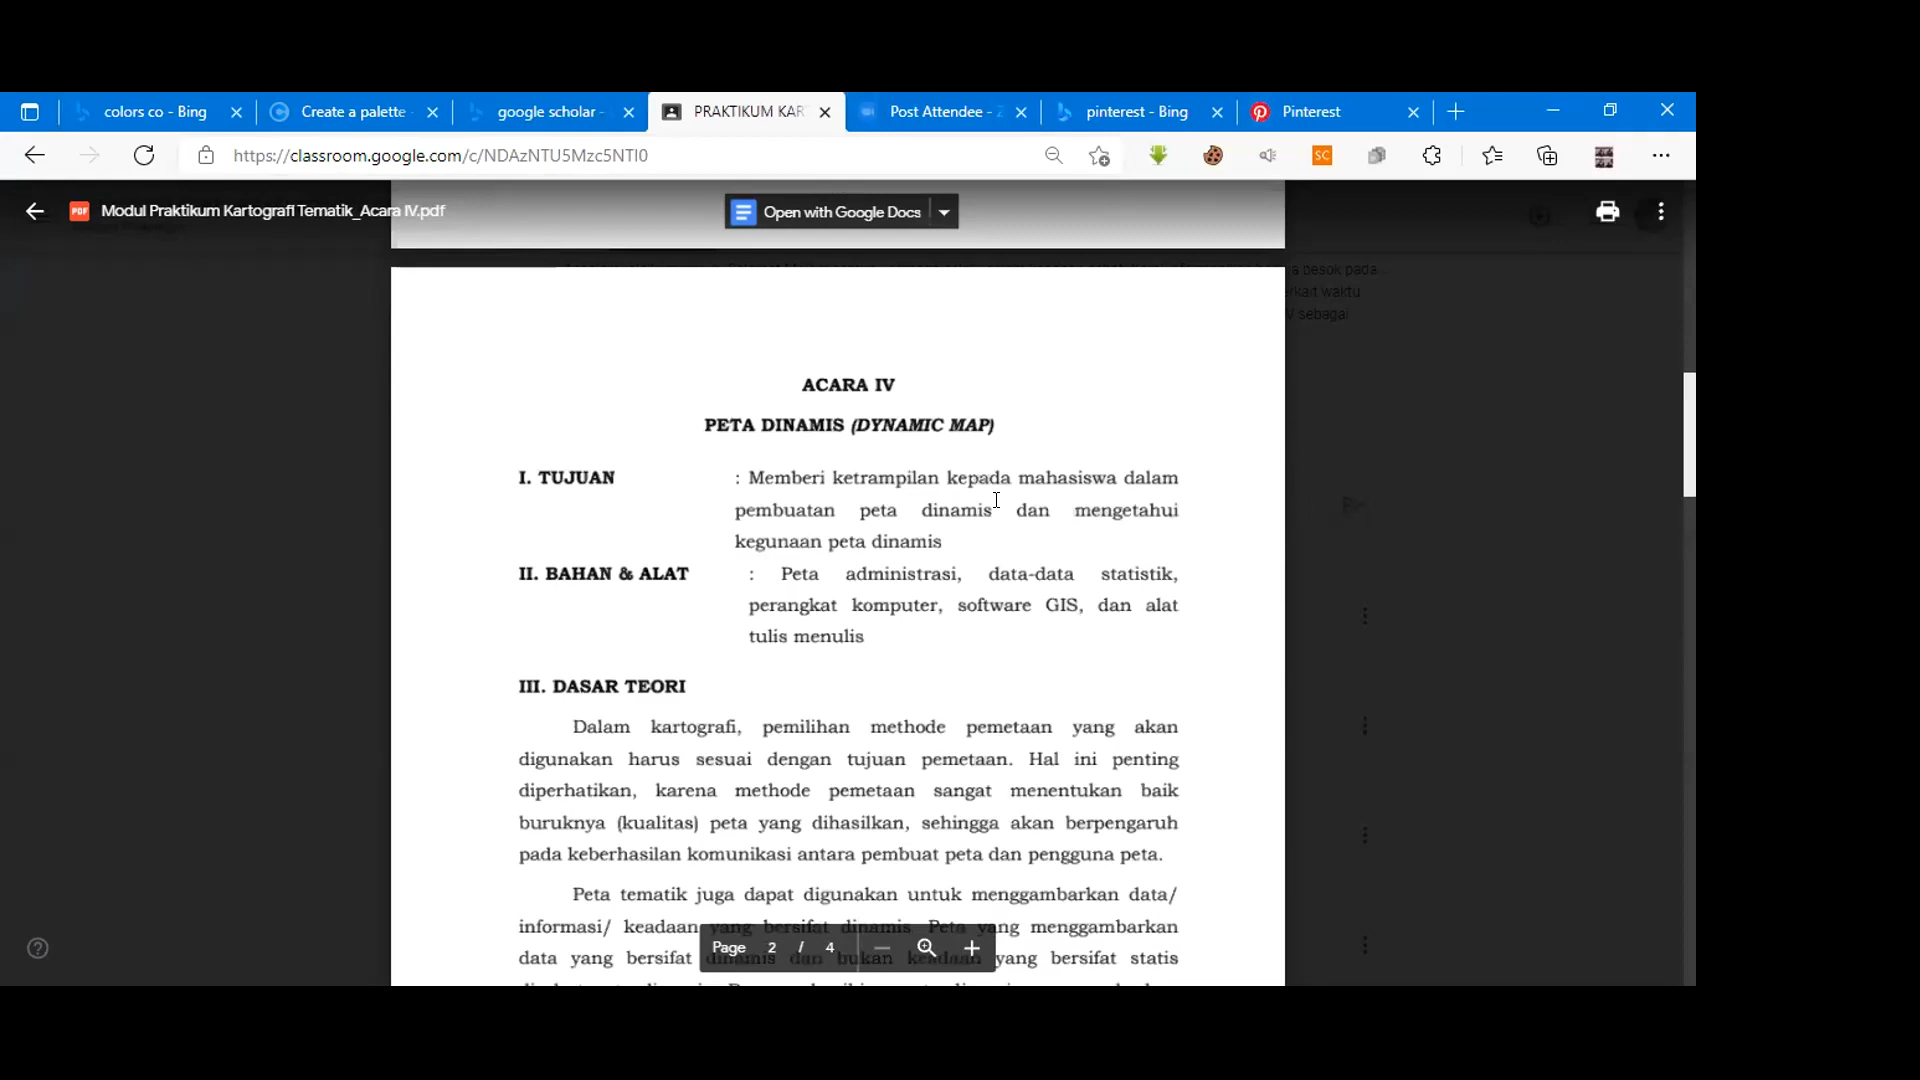 colors co - Bing
Create a palette
google scholar -
PRAKTIKUM KAR
Post Attendee -
pinterest - Bing
Pinterest
https://classroom.google.com/c/NDAzNTU5Mzc5NTI0
SC
PDF
Modul Praktikum Kartografi Tematik_Acara IV.pdf
Open with Google Docs
a besok pada
erkait waktu
V sebagai
ACARA IV
PETA DINAMIS (DYNAMIC MAP)
I. TUJUAN : Memberi ketrampilan kepada mahasiswa dalam
pembuatan peta dinamis dan mengetahui
kegunaan peta dinamis
II. BAHAN & ALAT : Peta administrasi, data-data statistik,
perangkat komputer, software GIS, dan alat
tulis menulis
III. DASAR TEORI
Dalam kartografi, pemilihan methode pemetaan yang akan
digunakan harus sesuai dengan tujuan pemetaan. Hal ini penting
diperhatikan, karena methode pemetaan sangat menentukan baik
buruknya (kualitas) peta yang dihasilkan, sehingga akan berpengaruh
pada keberhasilan komunikasi antara pembuat peta dan pengguna peta.
Peta tematik juga dapat digunakan untuk menggambarkan data/
informasi/ keadaan yang bersifat dinamis. Peta yang menggambarkan
data yang bersifat dinamis dan bukan keadaan yang bersifat statis
Page 2 / 4